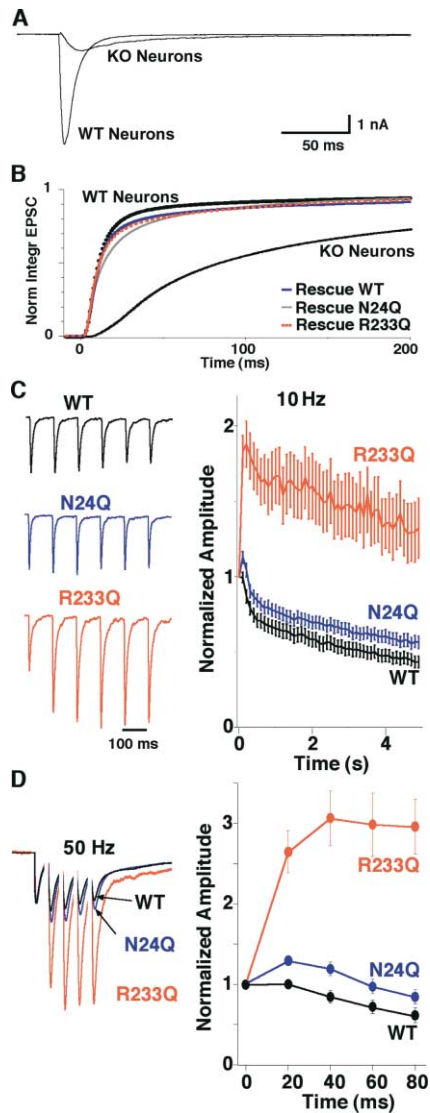 A
KO Neurons
WT Neurons
1 nA
50 ms
B
1
WT Neurons
KO Neurons
Norm Integr EPSC
Rescue WT
Rescue N24Q
Rescue R233Q
0
0
100
200
Time (ms)
C
WT
N24Q
R233Q
100 ms
10 Hz
2
R233Q
1
N24Q
WT
0
Normalized Amplitude
0
2
4
Time (s)
D
50 Hz
WT
N24Q
R233Q
3
R233Q
2
N24Q
1
WT
0
Normalized Amplitude
0
20
40
60
80
Time (ms)